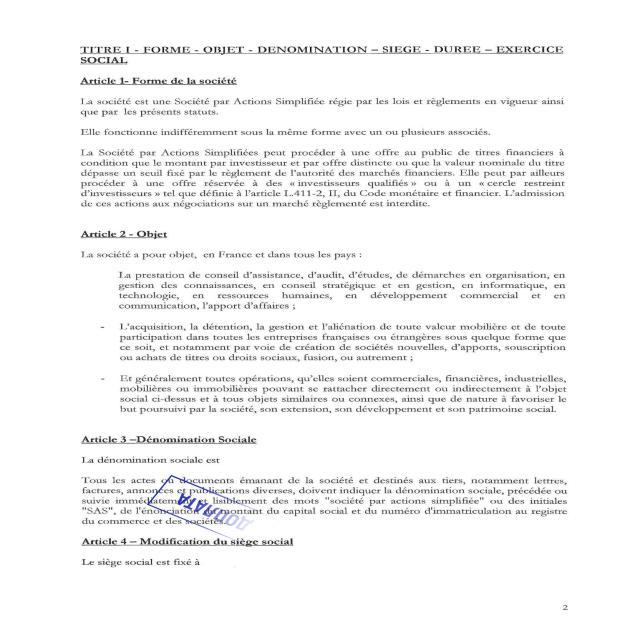 TITRE I - FORME - OBJET - DENOMINATION – SIEGE - DUREE – EXERCICE
SOCIAL
Article 1- Forme de la société
La société est une Société par Actions Simplifiée régie par les lois et règlements en vigueur ainsi
que par les présents statuts.
Elle fonctionne indifféremment sous la même forme avec un ou plusieurs associés.
La Société par Actions Simplifiées peut procéder à une offre au public de titres financiers à
condition que le montant par investisseur et par offre distincte ou que la valeur nominale du titre
dépasse un seuil fixé par le règlement de l'autorité des marchés financiers. Elle peut par ailleurs
procéder à une offre réservée à des « investisseurs qualifiés » ou à un « cercle restreint
d'investisseurs » tel que définie à l'article L.411-2, II, du Code monétaire et financier. L'admission
de ces actions aux négociations sur un marché règlementé est interdite.
Article 2 - Objet
La société a pour objet, en France et dans tous les pays :
La prestation de conseil d'assistance, d'audit, d'études, de démarches en organisation, en
gestion des connaissances, en conseil stratégique et en gestion, en informatique, en
technologie, en ressources humaines, en développement commercial et en
communication, l'apport d'affaires ;
- L'acquisition, la détention, la gestion et l'aliénation de toute valeur mobilière et de toute
participation dans toutes les entreprises françaises ou étrangères sous quelque forme que
ce soit, et notamment par voie de création de sociétés nouvelles, d'apports, souscription
ou achats de titres ou droits sociaux, fusion, ou autrement ;
- Et généralement toutes opérations, qu'elles soient commerciales, financières, industrielles,
mobilières ou immobilières pouvant se rattacher directement ou indirectement à l'objet
social ci-dessus et à tous objets similaires ou connexes, ainsi que de nature à favoriser le
but poursuivi par la société, son extension, son développement et son patrimoine social.
Article 3 –Dénomination Sociale
La dénomination sociale est
Tous les actes ou documents émanant de la société et destinés aux tiers, notamment lettres,
factures, annonces et publications diverses, doivent indiquer la dénomination sociale, précédée ou
suivie immédiatement et lisiblement des mots "société par actions simplifiée" ou des initiales
"SAS", de l'énonciation du montant du capital social et du numéro d'immatriculation au registre
du commerce et des sociétés.
Article 4 – Modification du siège social
Le siège social est fixé à
2